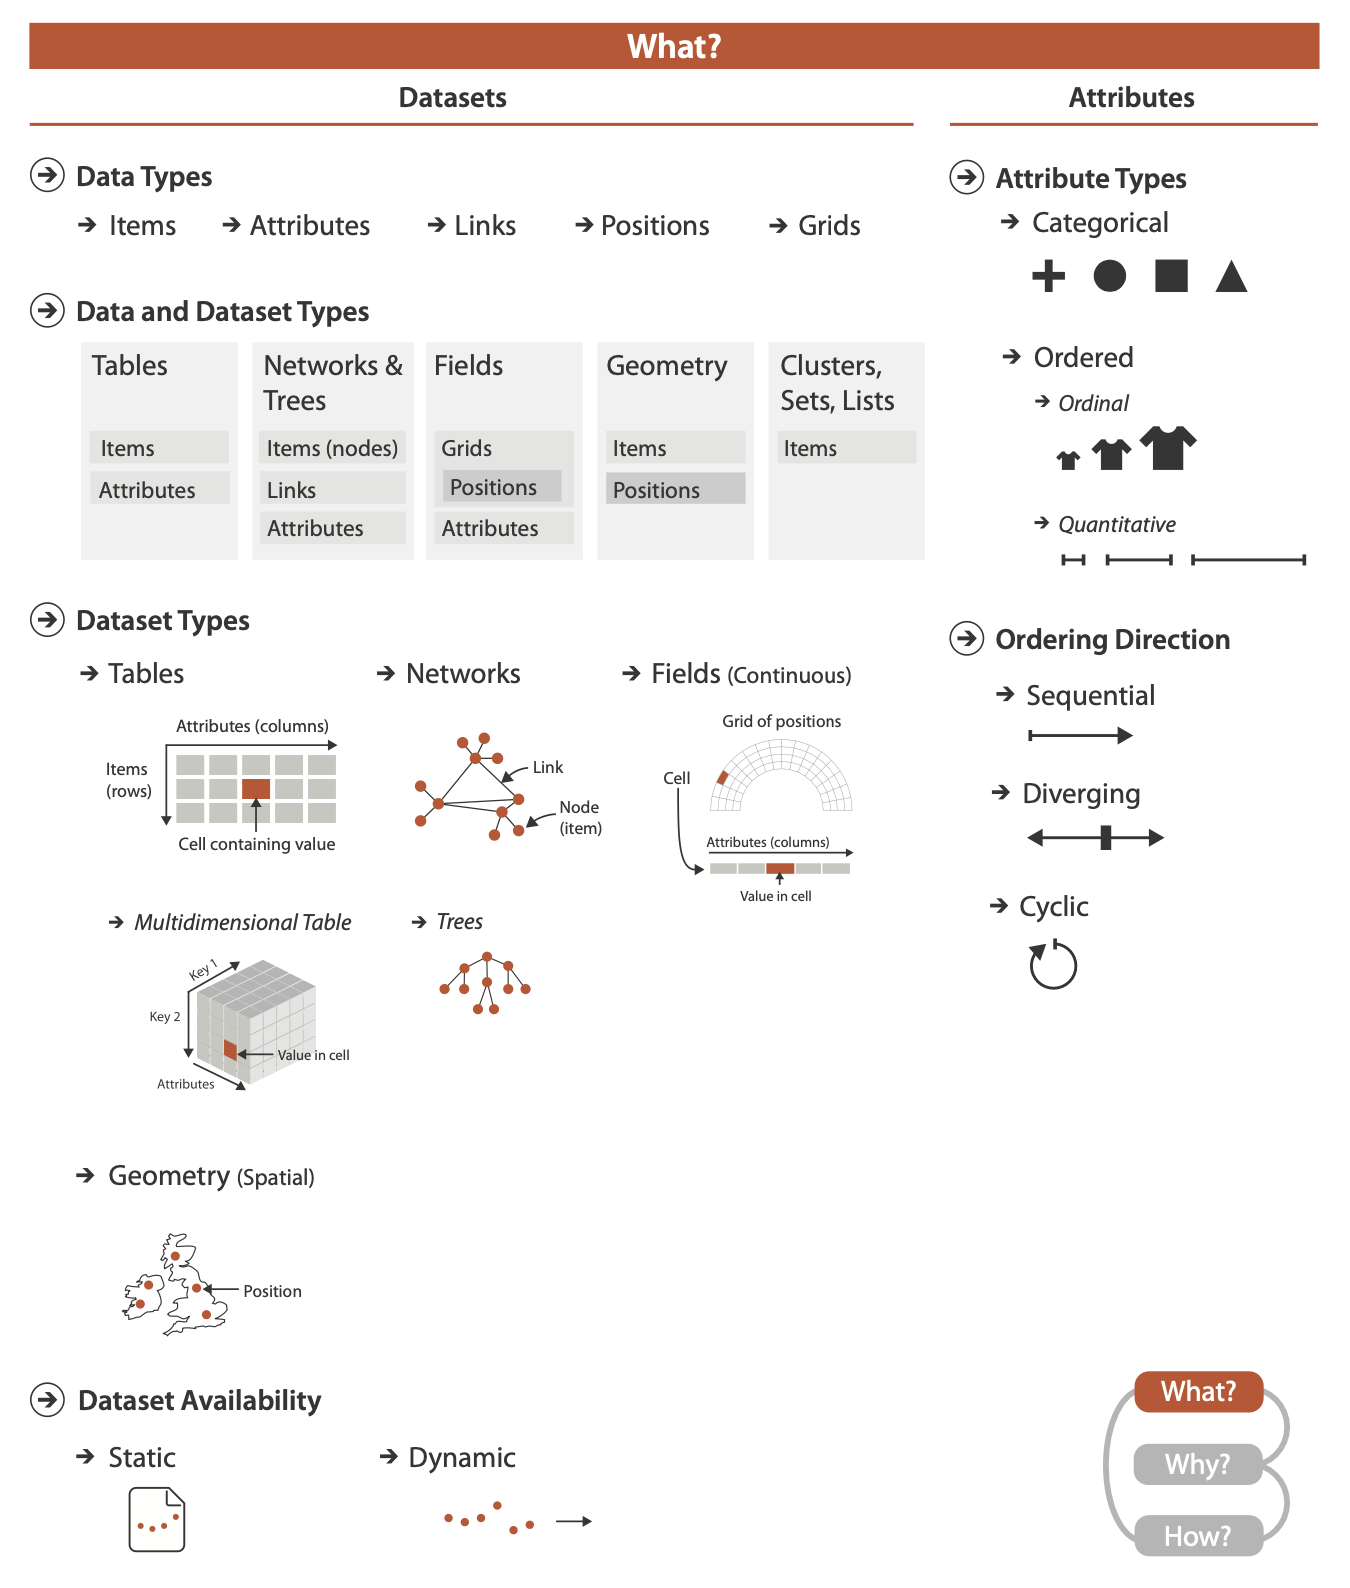 What?
Datasets
Attributes
Data Types
Items
Attributes
Links
Positions
Grids
Data and Dataset Types
Tables
Items
Attributes
Networks &
Trees
Items (nodes)
Links
Attributes
Fields
Grids
Positions
Attributes
Geometry
Items
Positions
Clusters,
Sets, Lists
Items
Dataset Types
Tables
Attributes (columns)
Items
(rows)
Cell containing value
Networks
Link
Node
(item)
Fields (Continuous)
Grid of positions
Cell
Attributes (columns)
Value in cell
Multidimensional Table
Key 1
Key 2
Value in cell
Attributes
Trees
Geometry (Spatial)
Position
Dataset Availability
Static
Dynamic
Attribute Types
Categorical
Ordered
Ordinal
Quantitative
Ordering Direction
Sequential
Diverging
Cyclic
What?
Why?
How?